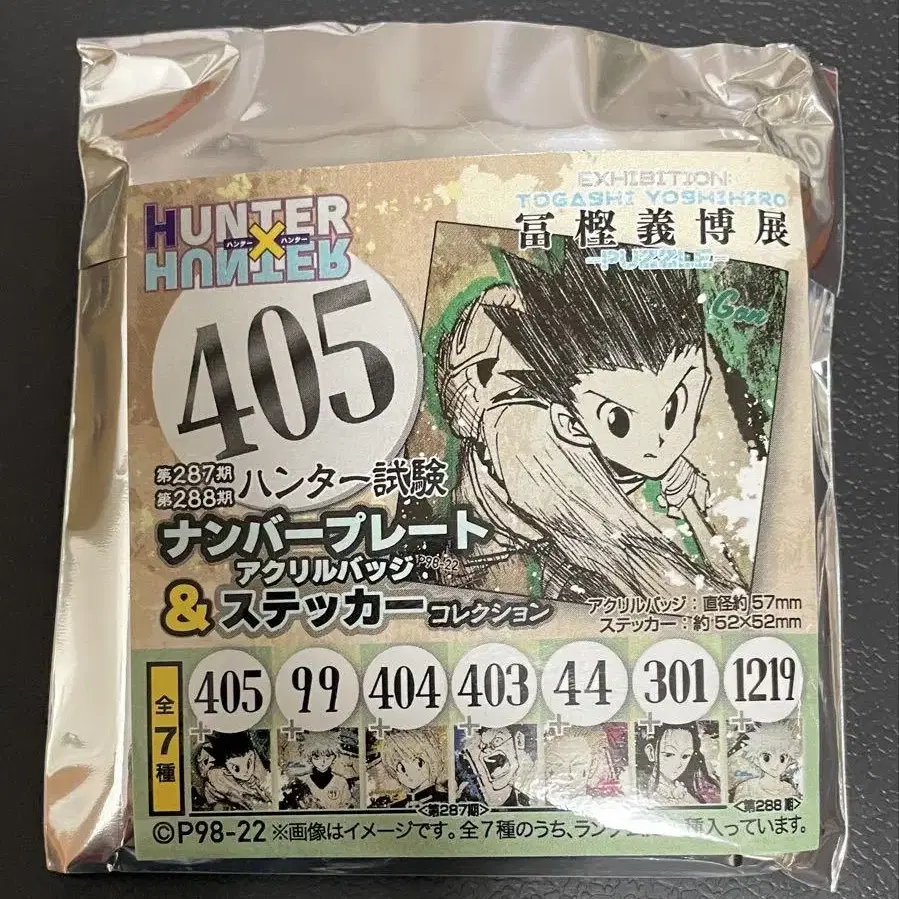 EXHIBITION:
TOGASHI YOSHIHIRO
冨樫義博展
-PUZZLE-
HUNTER
ハンター×ハンター
HUNTER
Gon
405
第287期
第288期
ハンター試験
ナンバープレート
アクリルバッジ
P98-22
&ステッカーコレクション
アクリルバッジ:直径約57mm
ステッカー:約52×52mm
全7種
405 99 404 403 44 301 1219
+ + + + + + +
<第287期> <第288期>
©P98-22 ※画像はイメージです。全7種のうち、ランダムに 種入っています。